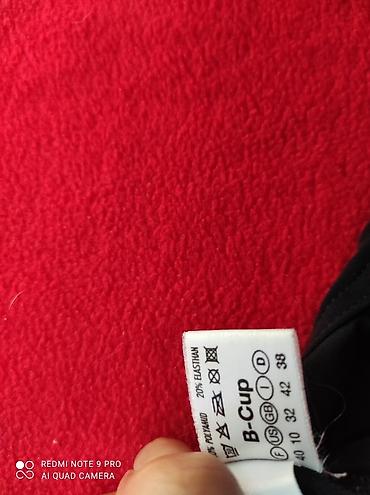 POLYAMID 20% ELASTHAN
B-Cup
F US GB I D
40 10 32 42 38
REDMI NOTE 9 PRO
AI QUAD CAMERA